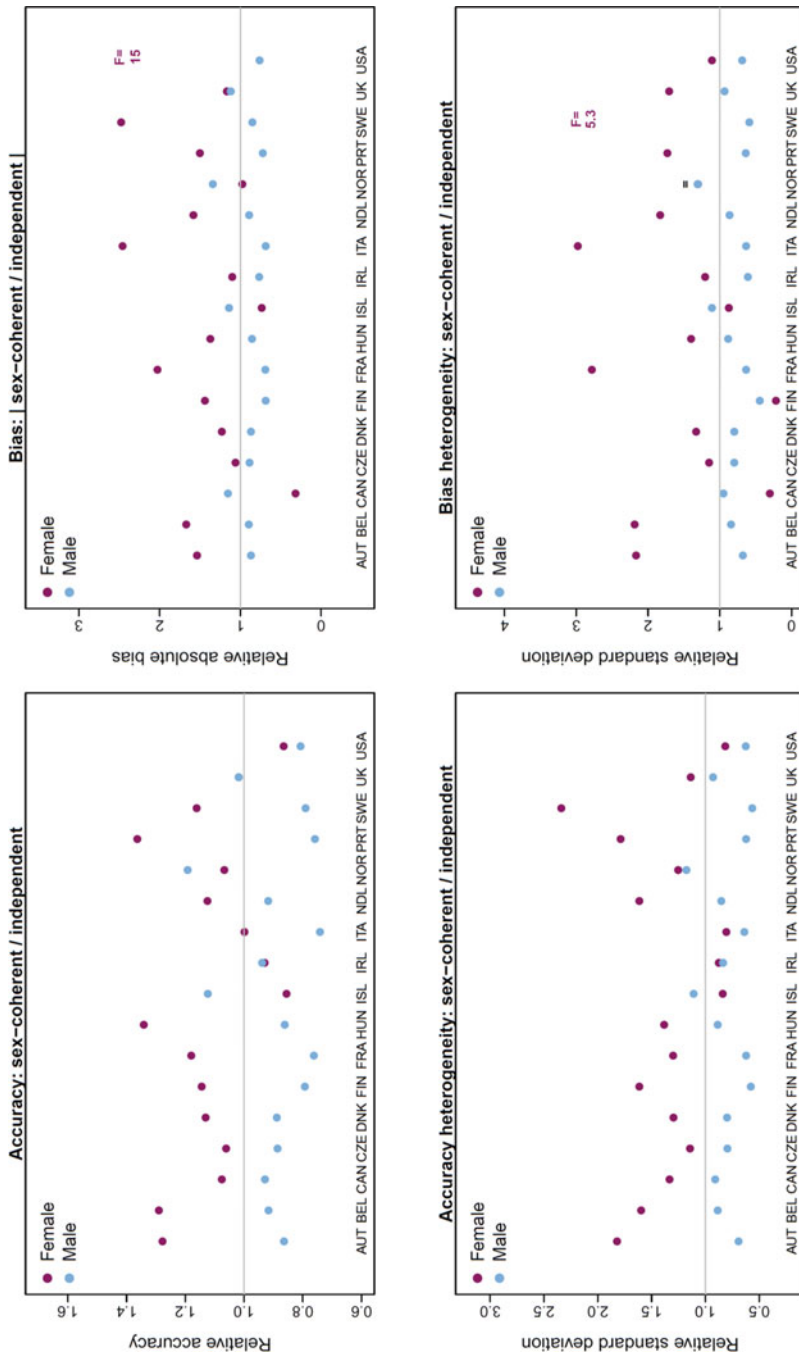 Accuracy: sex-coherent / independent
Female
Male
Relative accuracy
1.6
1.4
1.2
1.0
0.8
0.6
AUT BEL CAN CZE DNK FIN FRA HUN ISL IRL ITA NDL NOR PRT SWE UK USA
Bias: | sex-coherent / independent |
Female
Male
F=
15
Relative absolute bias
3
2
1
0
AUT BEL CAN CZE DNK FIN FRA HUN ISL IRL ITA NDL NOR PRT SWE UK USA
Accuracy heterogeneity: sex-coherent / independent
Female
Male
Relative standard deviation
3.0
2.5
2.0
1.5
1.0
0.5
AUT BEL CAN CZE DNK FIN FRA HUN ISL IRL ITA NDL NOR PRT SWE UK USA
Bias heterogeneity: sex-coherent / independent
Female
Male
F=
5.3
Relative standard deviation
4
3
2
1
0
AUT BEL CAN CZE DNK FIN FRA HUN ISL IRL ITA NDL NOR PRT SWE UK USA